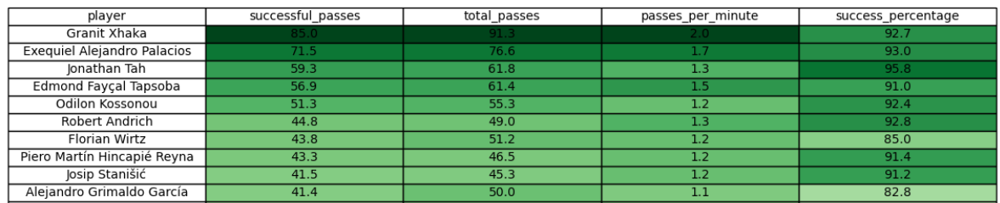 player successful_passes total_passes passes_per_minute success_percentage
Granit Xhaka 85.0 91.3 2.0 92.7
Exequiel Alejandro Palacios 71.5 76.6 1.7 93.0
Jonathan Tah 59.3 61.8 1.3 95.8
Edmond Fayçal Tapsoba 56.9 61.4 1.5 91.0
Odilon Kossonou 51.3 55.3 1.2 92.4
Robert Andrich 44.8 49.0 1.3 92.8
Florian Wirtz 43.8 51.2 1.2 85.0
Piero Martín Hincapié Reyna 43.3 46.5 1.2 91.4
Josip Stanišić 41.5 45.3 1.2 91.2
Alejandro Grimaldo García 41.4 50.0 1.1 82.8